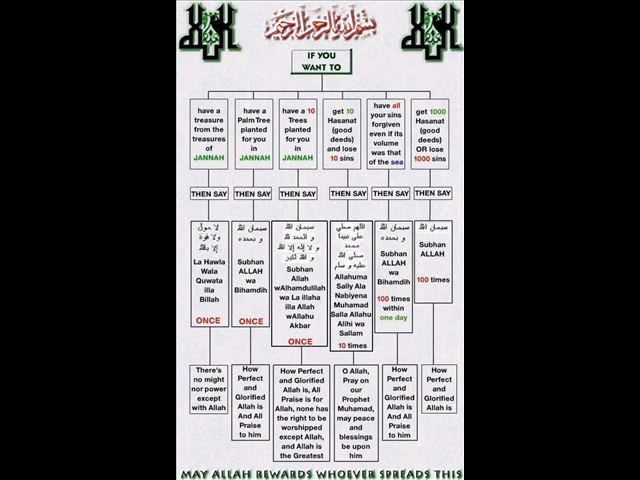 بسم الله الرحمن الرحيم
IF YOU
WANT TO
have a
treasure
from the
treasures
of
JANNAH
have a
Palm Tree
planted
for you
in
JANNAH
have a 10
Trees
planted
for you
in
JANNAH
get 10
Hasanat
(good
deeds)
and lose
10 sins
have all
your sins
forgiven
even if its
volume
was that
of the sea
get 1000
Hasanat
(good
deeds)
OR lose
1000 sins
THEN SAY
THEN SAY
THEN SAY
THEN SAY
THEN SAY
THEN SAY
لا حول
ولا قوة
إلا بالله
La Hawla
Wala
Quwata
illa
Billah
ONCE
سبحان الله
و بحمده
Subhan
ALLAH
wa
Bihamdih
ONCE
سبحان الله
و الحمد لله
و لا إله إلا الله
و الله أكبر
Subhan
Allah
wAlhamdulilah
wa La illaha
illa Allah
wAllahu
Akbar
ONCE
اللهم صلي
على نبينا
محمد
صلى الله
عليه و سلم
Allahuma
Sally Ala
Nabiyena
Muhamad
Salla Allahu
Alihi wa
Sallam
10 times
سبحان الله
و بحمده
Subhan
ALLAH
wa
Bihamdih
100 times
within
one day
سبحان الله
Subhan
ALLAH
100 times
There's
no might
nor power
except
with Allah
How
Perfect
and
Glorified
Allah is
And All
Praise
to him
How Perfect
and Glorified
Allah is, All
Praise is for
Allah, none has
the right to be
worshipped
except Allah,
and Allah is
the Greatest
O Allah,
Pray on
our
Prophet
Muhamad,
may peace
and
blessings
be upon
him
How
Perfect
and
Glorified
Allah is
And All
Praise
to him
How
Perfect
and
Glorified
Allah is
MAY ALLAH REWARDS WHOEVER SPREADS THIS